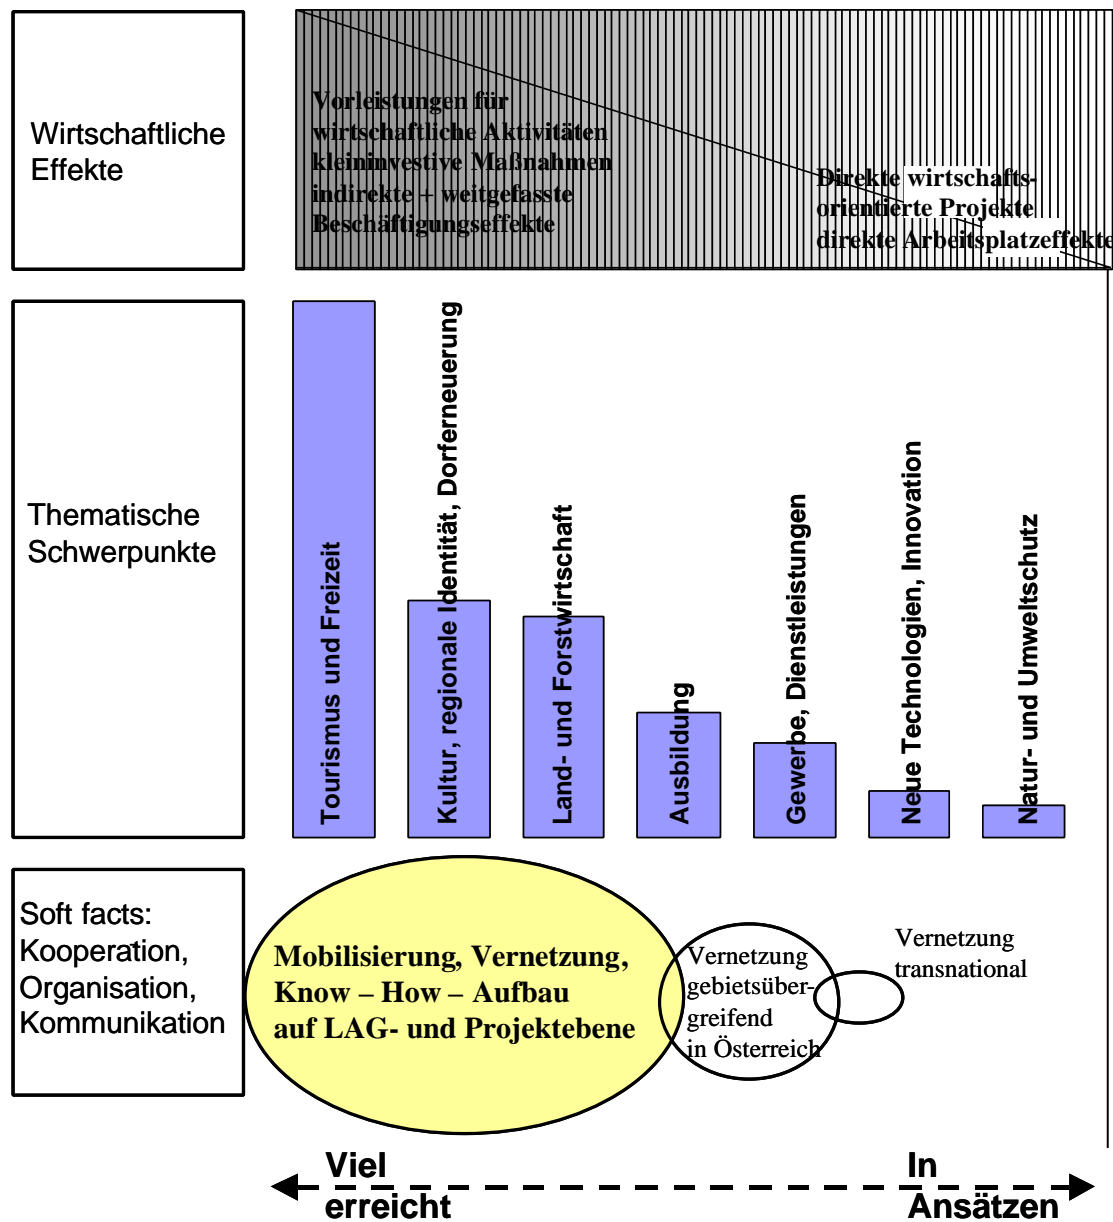 Wirtschaftliche
Effekte
Vorleistungen für
wirtschaftliche Aktivitäten
kleininvestive Maßnahmen
indirekte + weitgefasste
Beschäftigungseffekte
Direkte wirtschafts-
orientierte Projekte
direkte Arbeitsplatzeffekte
Thematische
Schwerpunkte
Tourismus und Freizeit
Kultur, regionale Identität, Dorferneuerung
Land- und Forstwirtschaft
Ausbildung
Gewerbe, Dienstleistungen
Neue Technologien, Innovation
Natur- und Umweltschutz
Soft facts:
Kooperation,
Organisation,
Kommunikation
Mobilisierung, Vernetzung,
Know – How – Aufbau
auf LAG- und Projektebene
Vernetzung
gebietsüber-
greifend
in Österreich
Vernetzung
transnational
Viel
erreicht
In
Ansätzen